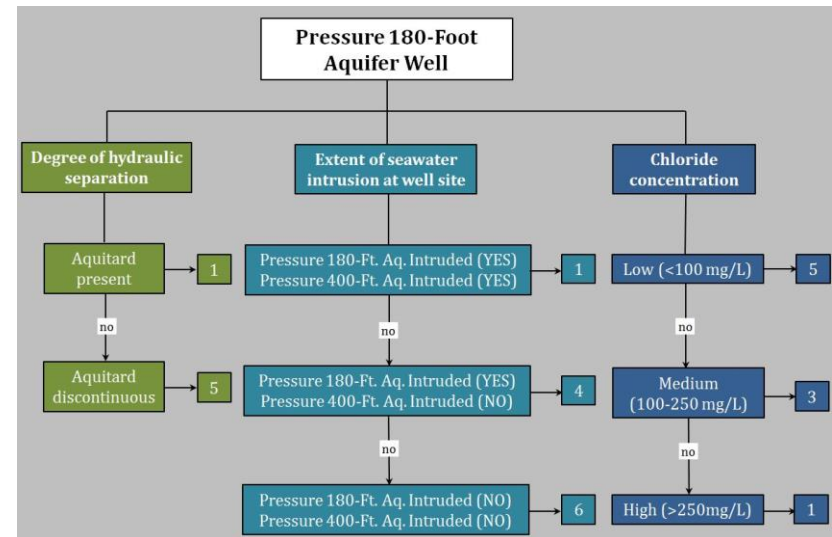 Pressure 180-Foot
Aquifer Well
Degree of hydraulic
separation
Aquitard
present
1
no
Aquitard
discontinuous
5
Extent of seawater
intrusion at well site
Pressure 180-Ft. Aq. Intruded (YES)
Pressure 400-Ft. Aq. Intruded (YES)
1
no
Pressure 180-Ft. Aq. Intruded (YES)
Pressure 400-Ft. Aq. Intruded (NO)
4
no
Pressure 180-Ft. Aq. Intruded (NO)
Pressure 400-Ft. Aq. Intruded (NO)
6
Chloride
concentration
Low (<100 mg/L)
5
no
Medium
(100-250 mg/L)
3
no
High (>250mg/L)
1